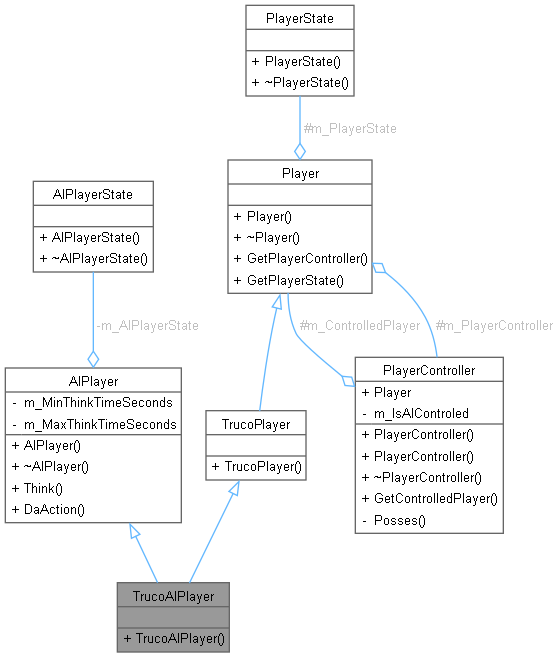 PlayerState
+ PlayerState()
+ ~PlayerState()
#m_PlayerState
Player
+ Player()
+ ~Player()
+ GetPlayerController()
+ GetPlayerState()
AIPlayerState
+ AIPlayerState()
+ ~AIPlayerState()
-m_AIPlayerState
#m_ControlledPlayer
#m_PlayerController
AIPlayer
- m_MinThinkTimeSeconds
- m_MaxThinkTimeSeconds
+ AIPlayer()
+ ~AIPlayer()
+ Think()
+ DaAction()
TrucoPlayer
+ TrucoPlayer()
PlayerController
+ Player
- m_IsAIControled
+ PlayerController()
+ PlayerController()
+ ~PlayerController()
+ GetControlledPlayer()
- Posses()
TrucoAIPlayer
+ TrucoAIPlayer()